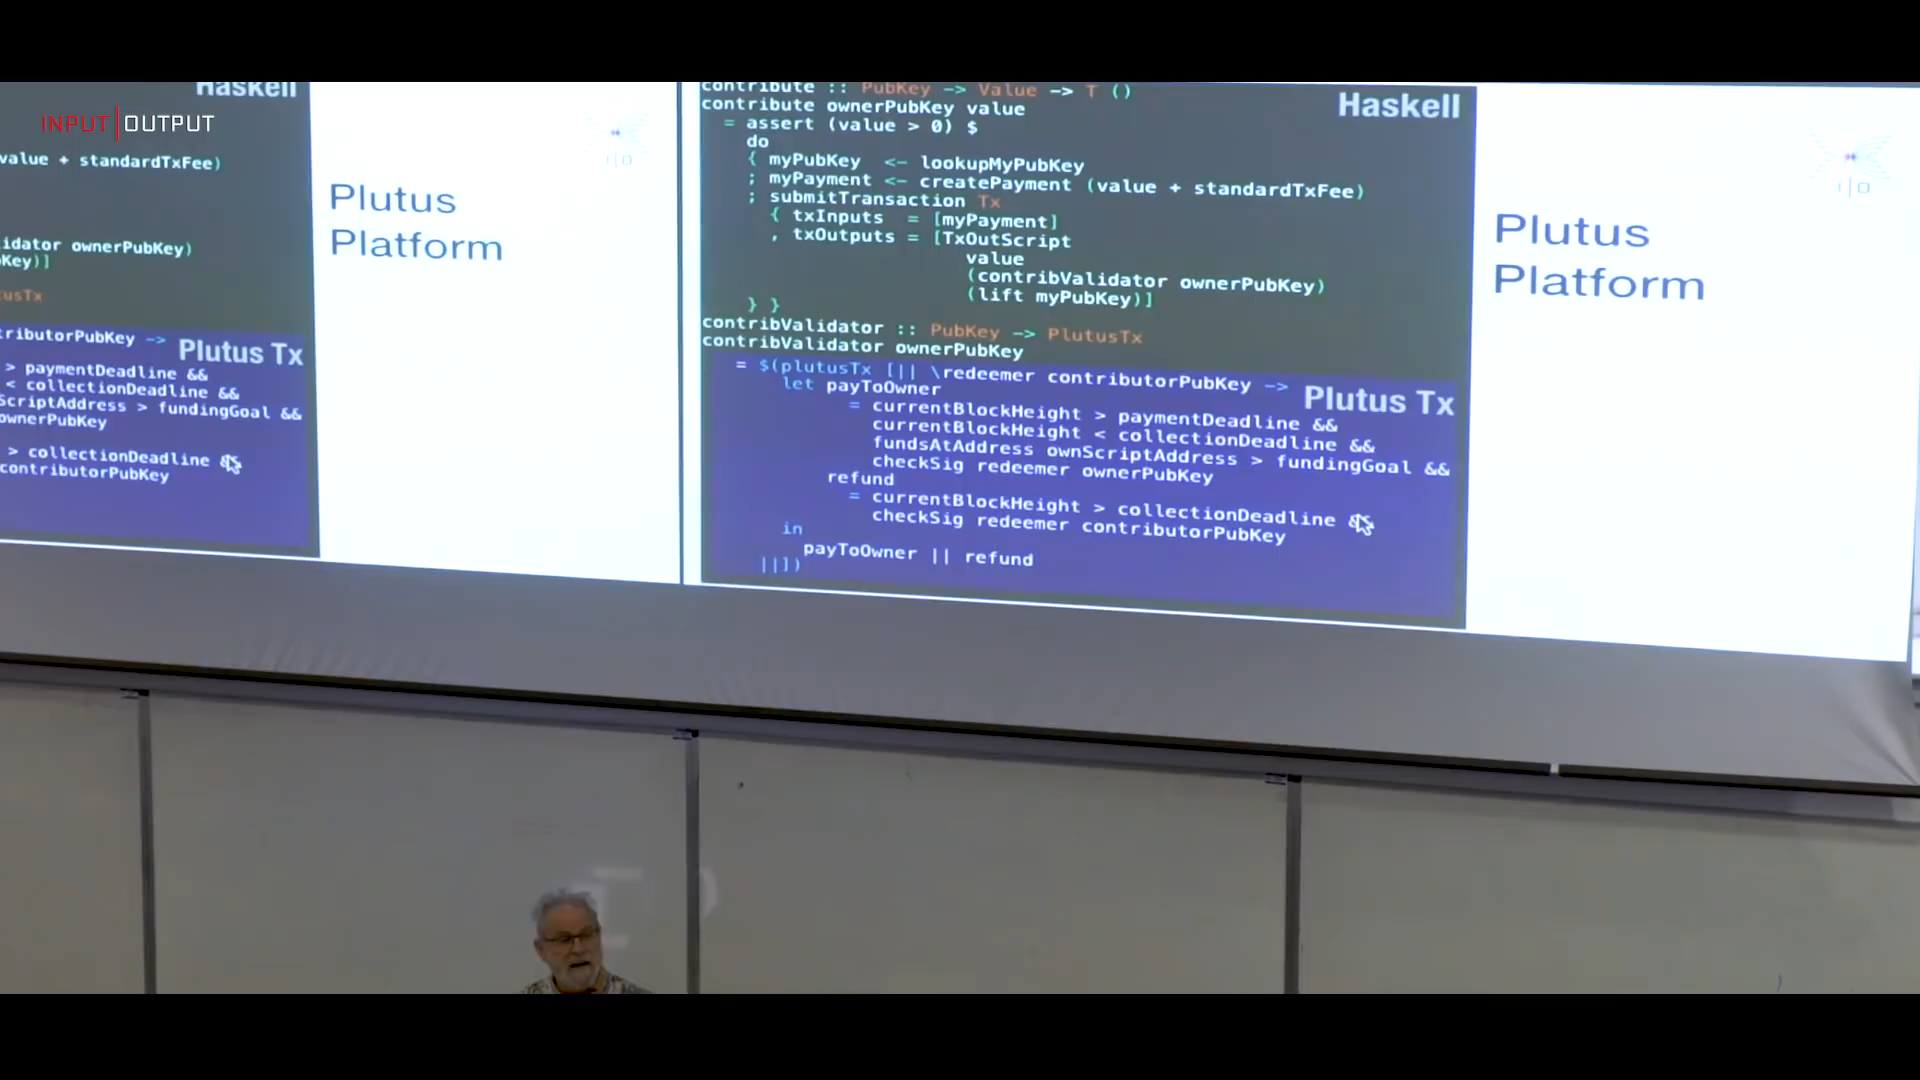 INPUT|OUTPUT
Haskell
value + standardTxFee)
idator ownerPubKey)
Key)]
usTx
tributorPubKey ->
Plutus Tx
> paymentDeadline &&
< collectionDeadline &&
ScriptAddress > fundingGoal &&
ownerPubKey
> collectionDeadline &&
contributorPubKey
Plutus
Platform
I|O
contribute :: PubKey -> Value -> T ()
contribute ownerPubKey value
= assert (value > 0) $
do
{ myPubKey <- lookupMyPubKey
; myPayment <- createPayment (value + standardTxFee)
; submitTransaction Tx
{ txInputs = [myPayment]
, txOutputs = [TxOutScript
value
(contribValidator ownerPubKey)
(lift myPubKey)]
} }
contribValidator :: PubKey -> PlutusTx
contribValidator ownerPubKey
= $(plutusTx [|| \redeemer contributorPubKey ->
let payToOwner
= currentBlockHeight > paymentDeadline &&
currentBlockHeight < collectionDeadline &&
fundsAtAddress ownScriptAddress > fundingGoal &&
checkSig redeemer ownerPubKey
refund
= currentBlockHeight > collectionDeadline &&
checkSig redeemer contributorPubKey
in
payToOwner || refund
||])
Haskell
Plutus Tx
Plutus
Platform
I|O